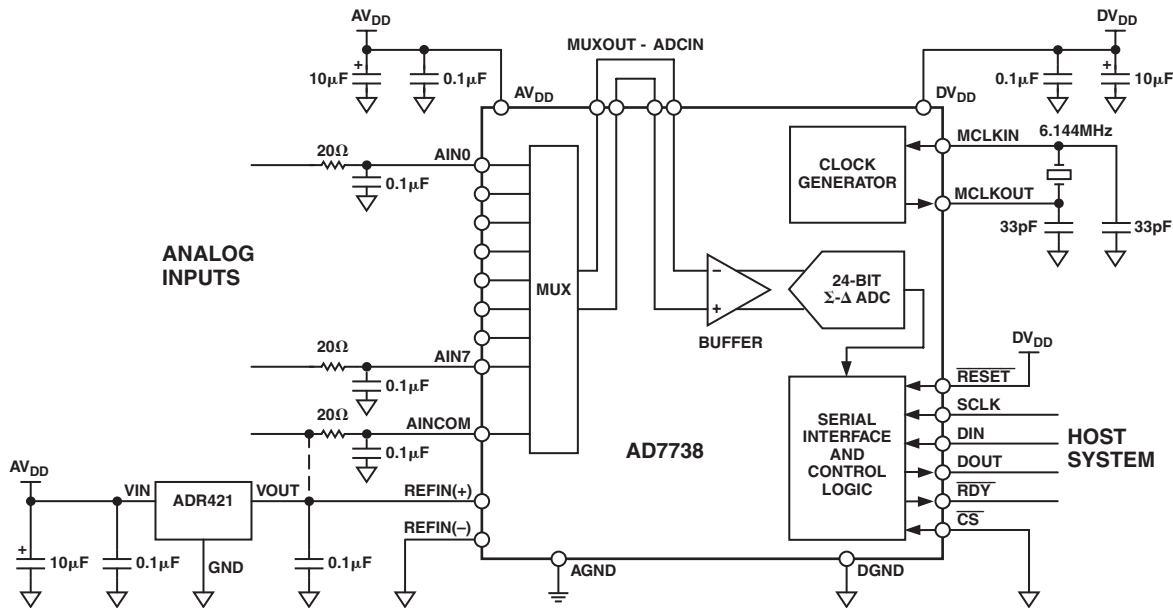 AVDD
DVDD
MUXOUT - ADCIN
10µF
+
0.1µF
0.1µF
+
10µF
AVDD
DVDD
20Ω
AIN0
0.1µF
MCLKIN
6.144MHz
CLOCK
GENERATOR
MCLKOUT
33pF
33pF
ANALOG
INPUTS
MUX
–
+
BUFFER
24-BIT
Σ-Δ ADC
20Ω
AIN7
0.1µF
DVDD
RESET
SCLK
DIN
DOUT
RDY
CS
HOST
SYSTEM
SERIAL
INTERFACE
AND
CONTROL
LOGIC
20Ω
AINCOM
0.1µF
AD7738
AVDD
VIN
ADR421
VOUT
REFIN(+)
REFIN(–)
+
10µF
0.1µF
GND
0.1µF
AGND
DGND